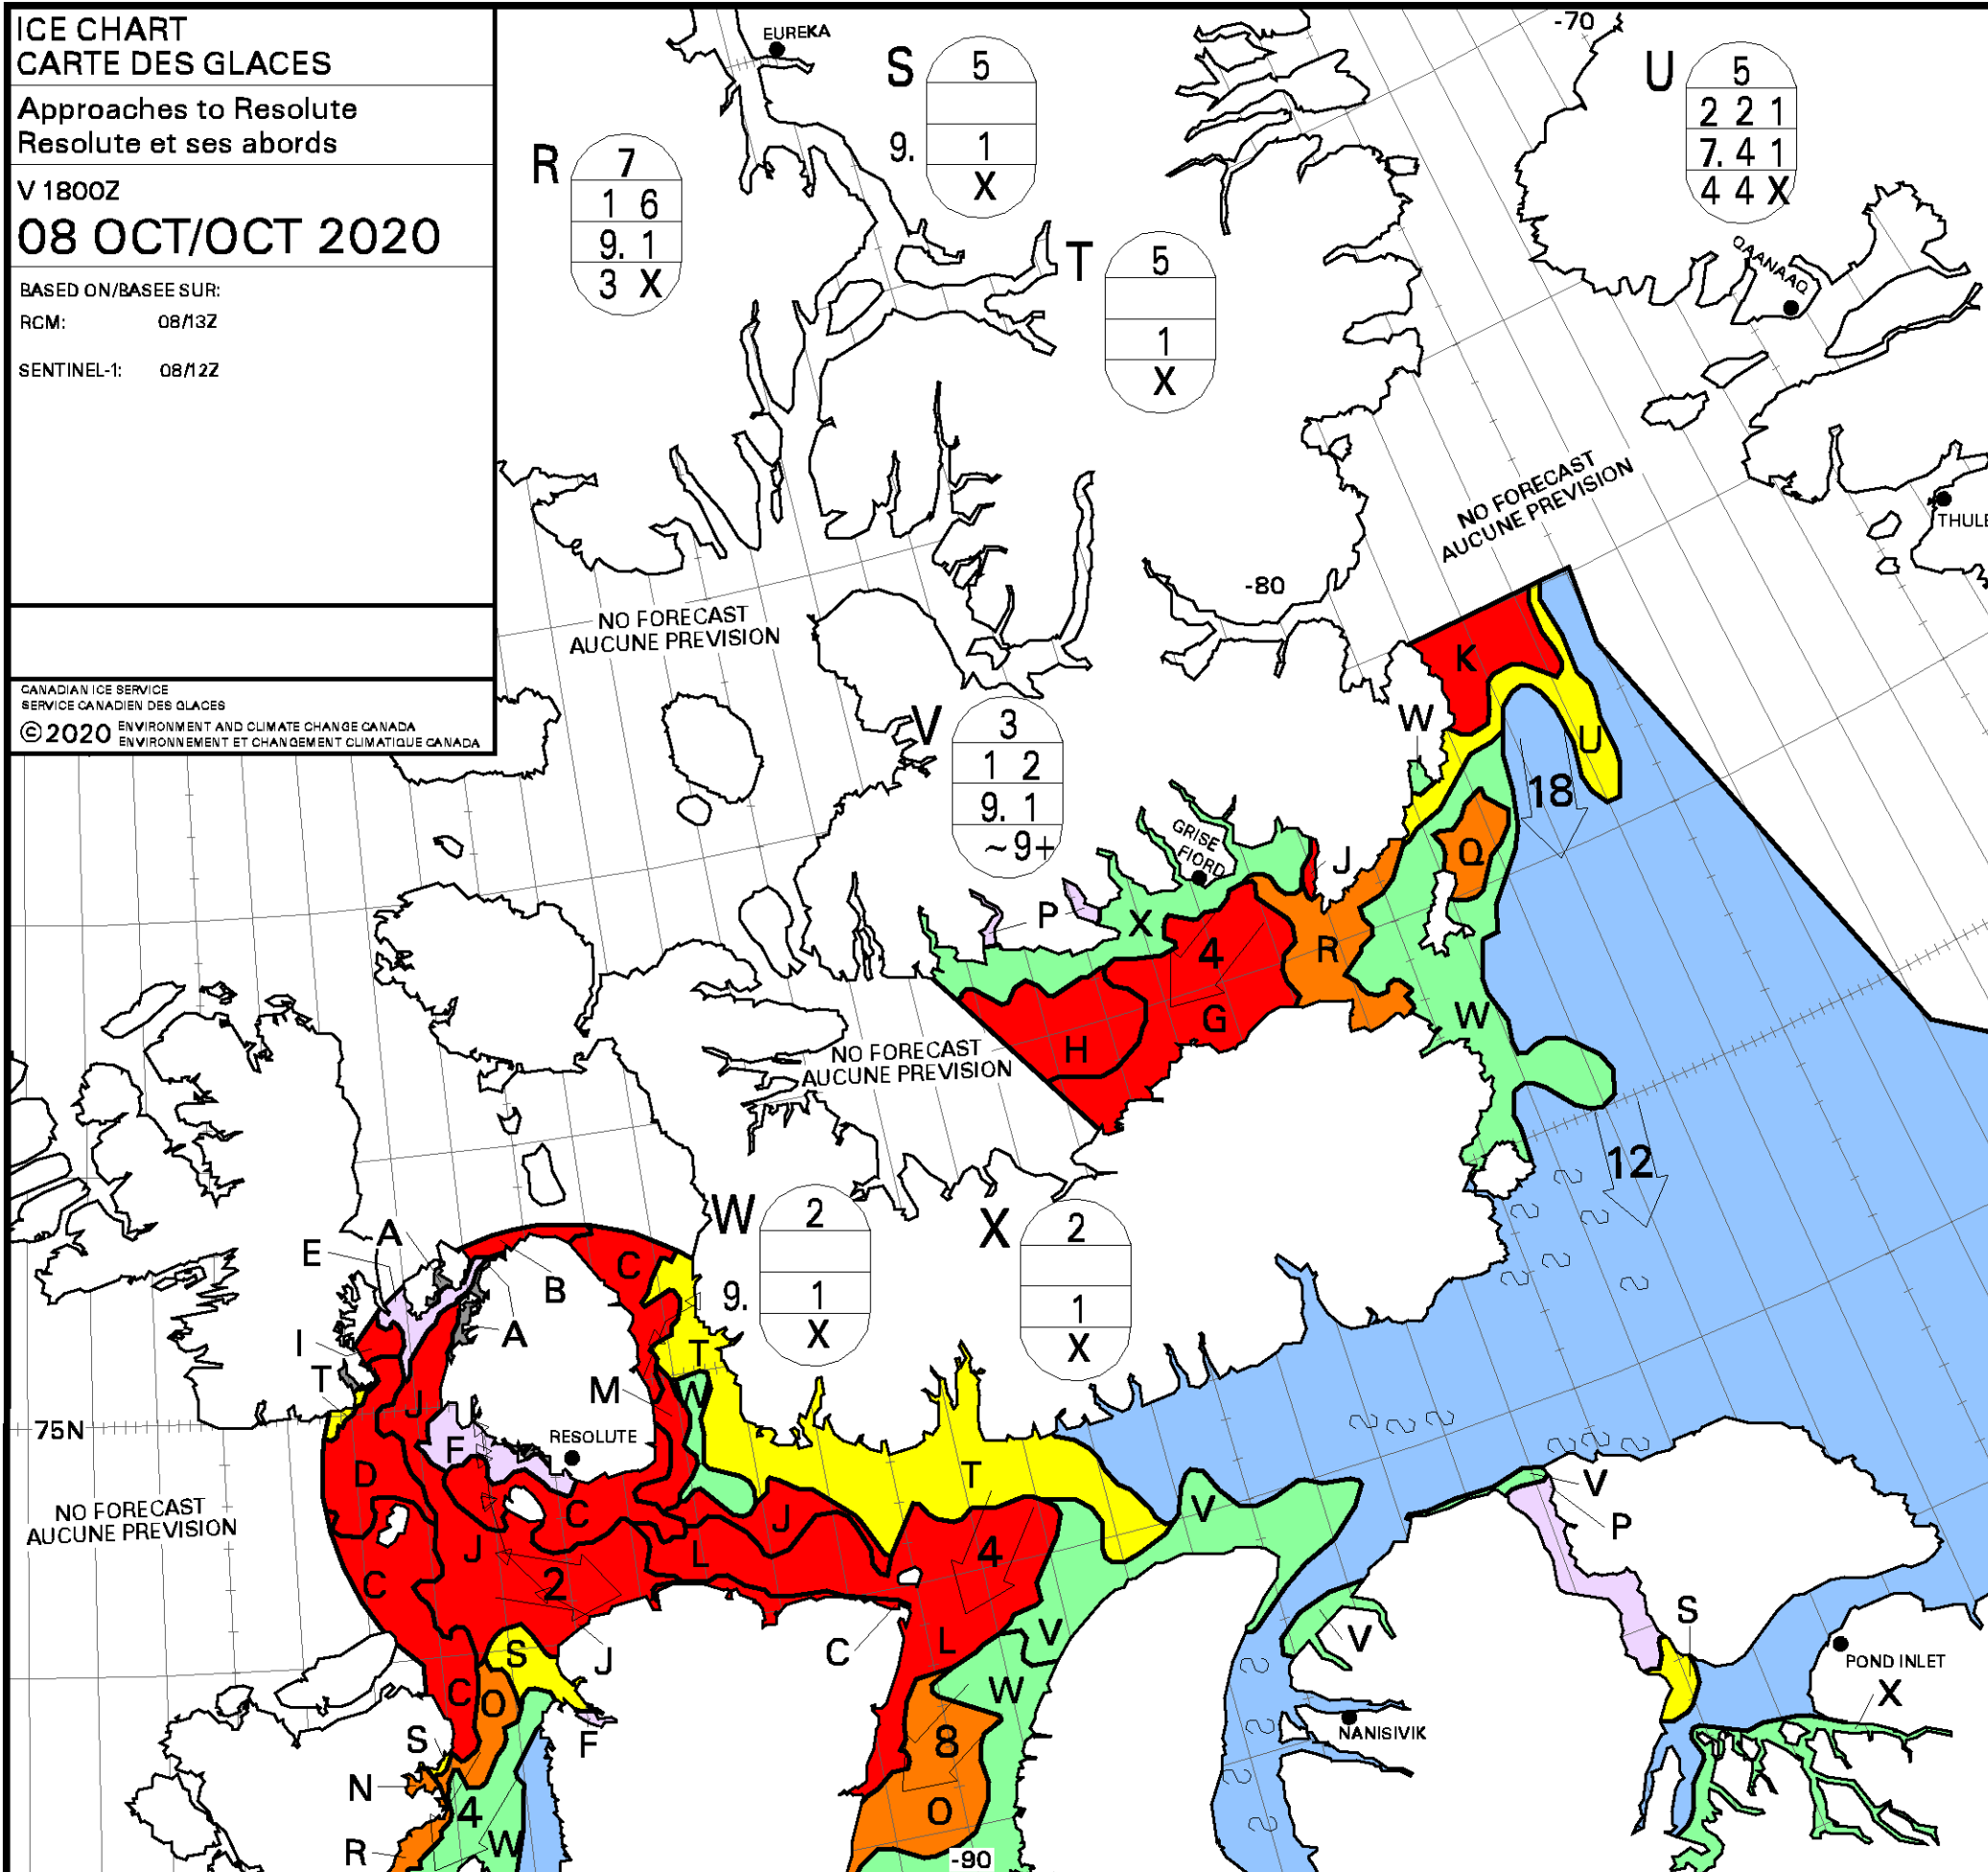 ICE CHART
CARTE DES GLACES
Approaches to Resolute
Resolute et ses abords
V 1800Z
08 OCT/OCT 2020
BASED ON/BASEE SUR:
RCM: 08/13Z
SENTINEL-1: 08/12Z
CANADIAN ICE SERVICE
SERVICE CANADIEN DES GLACES
© 2020 ENVIRONMENT AND CLIMATE CHANGE CANADA
ENVIRONNEMENT ET CHANGEMENT CLIMATIQUE CANADA
EUREKA
-70
S
5
9. 1
X
U
5
2 2 1
7. 4 1
4 4 X
R
7
1 6
9. 1
3 X
T
5
1
X
QAANAAQ
THULE
NO FORECAST
AUCUNE PREVISION
-80
NO FORECAST
AUCUNE PREVISION
K
W
U
18
V
3
1 2
9. 1
~9+
GRISE
FIORD
J
Q
P
X
4
R
G
H
W
NO FORECAST
AUCUNE PREVISION
12
W
2
9. 1
X
X
2
1
X
A
E
B
C
I
A
T
T
M
W
J
75N
F
RESOLUTE
D
T
C
J
V
V
P
NO FORECAST
AUCUNE PREVISION
J
L
4
C
2
S
J
C
L
V
V
S
POND INLET
X
C
O
W
F
S
8
NANISIVIK
N
4
O
W
R
-90